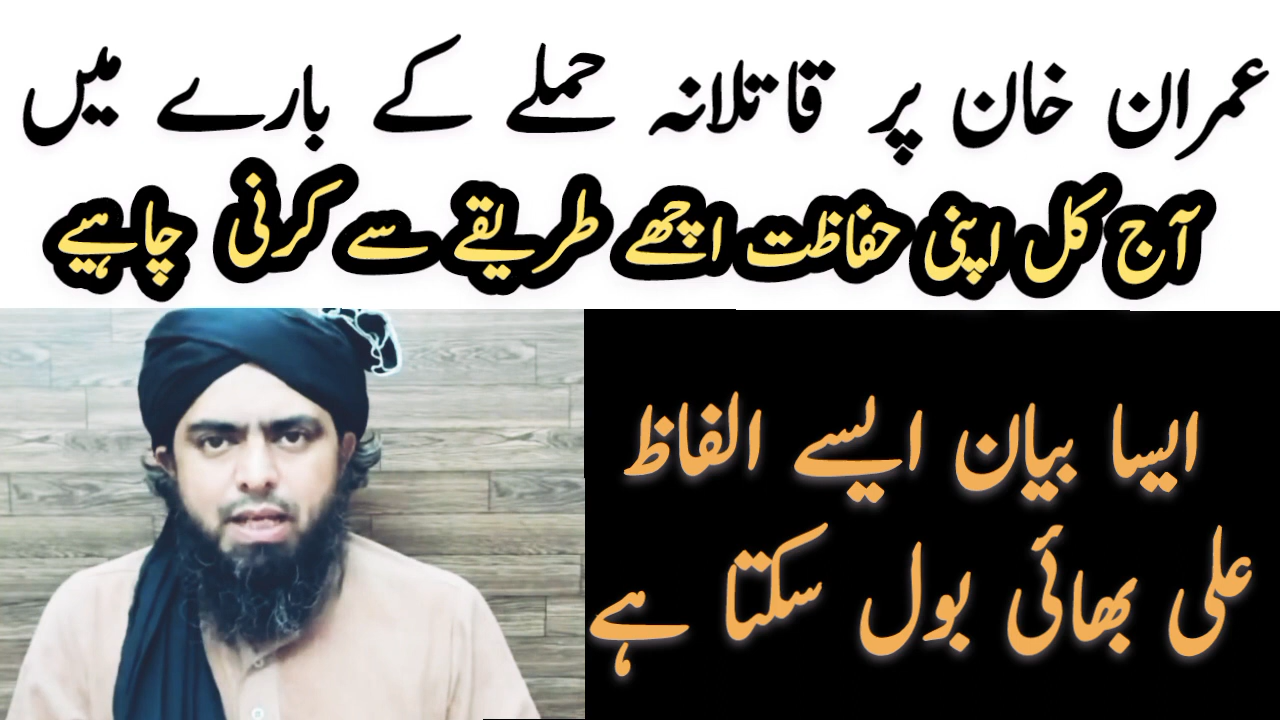 عمران خان پر قاتلانہ حملے کے بارے میں
آج کل اپنی حفاظت اچھے طریقے سے کرنی چاہیے
ایسا بیان ایسے الفاظ
علی بھائی بول سکتا ہے